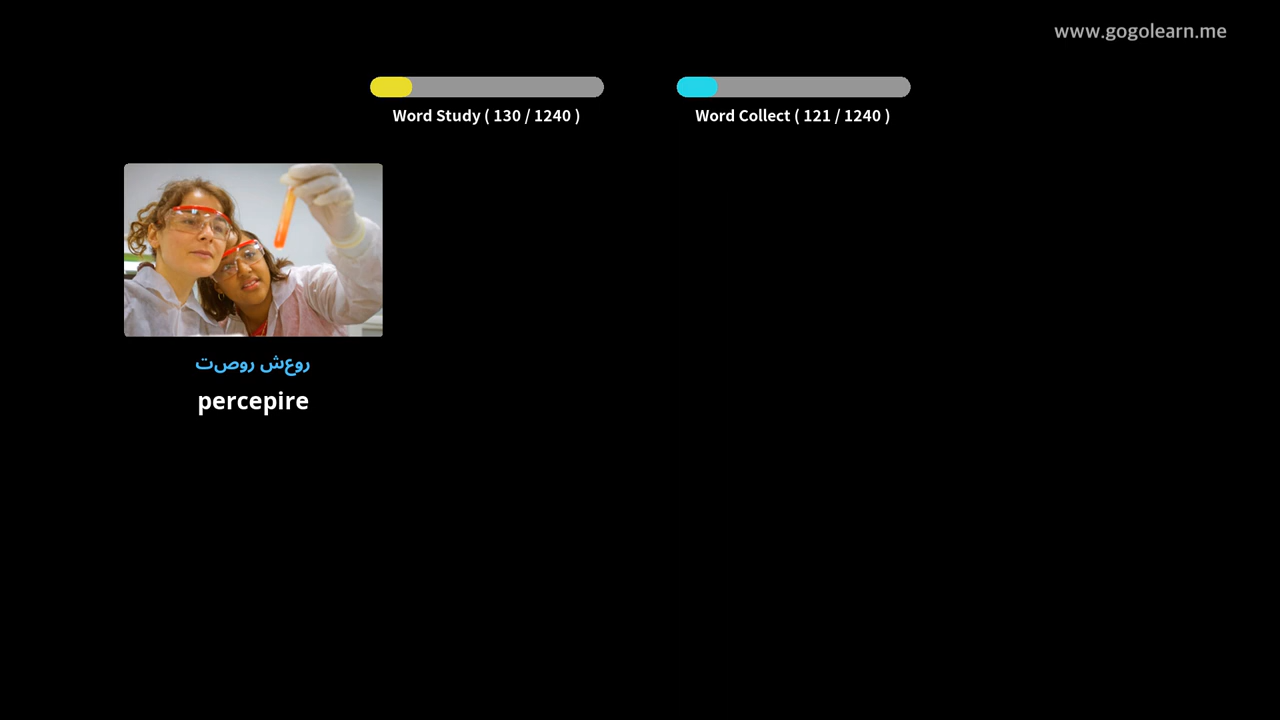 www.gogolearn.me
Word Study ( 130 / 1240 )
Word Collect ( 121 / 1240 )
روعش روصت
percepire